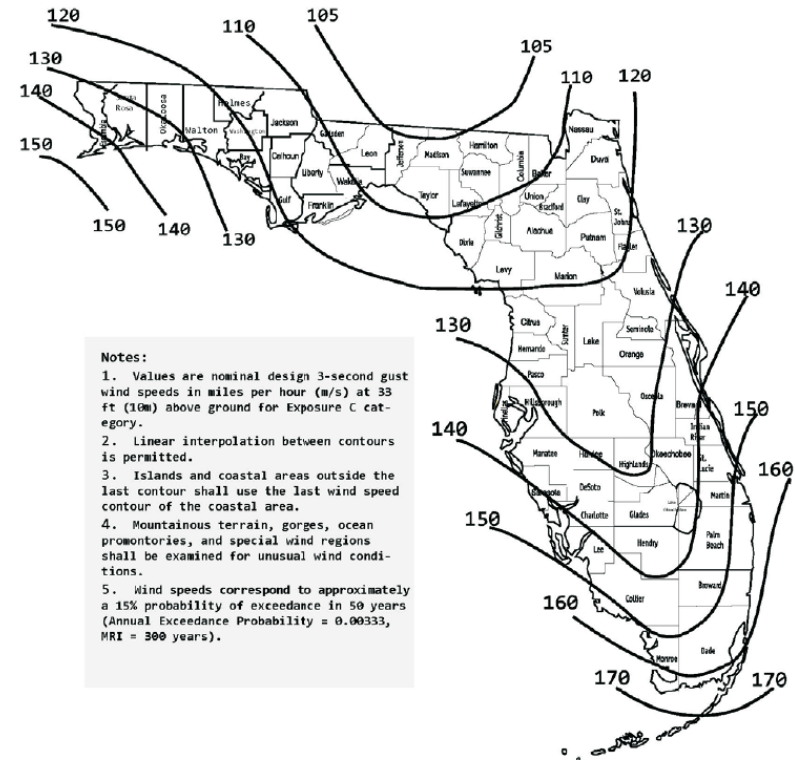 120
105
110
105
130
110
120
140
150
150
140
130
Rosa
Okaloosa
Walton
Holmes
Washington
Jackson
Bay
Calhoun
Gulf
Liberty
Gadsden
Franklin
Leon
Wakulla
Jefferson
Madison
Taylor
Hamilton
Suwannee
Lafayette
Columbia
Baker
Nassau
Duval
Union
Bradford
Clay
St.
Johns
Dixie
Gilchrist
Alachua
Putnam
Flagler
Levy
Marion
Volusia
130
140
130
Citrus
Sumter
Lake
Seminole
Hernando
Orange
Pasco
Osceola
Hillsborough
Polk
Brevard
Indian
River
150
140
Manatee
Hardee
Highlands
Okeechobee
St.
Lucie
160
Sarasota
DeSoto
Martin
Charlotte
Glades
150
Lee
Hendry
Palm
Beach
Collier
Broward
160
Monroe
Dade
170
170
Notes:
1. Values are nominal design 3-second gust
wind speeds in miles per hour (m/s) at 33
ft (10m) above ground for Exposure C cat-
egory.
2. Linear interpolation between contours
is permitted.
3. Islands and coastal areas outside the
last contour shall use the last wind speed
contour of the coastal area.
4. Mountainous terrain, gorges, ocean
promontories, and special wind regions
shall be examined for unusual wind condi-
tions.
5. Wind speeds correspond to approximately
a 15% probability of exceedance in 50 years
(Annual Exceedance Probability = 0.00333,
MRI = 300 years).